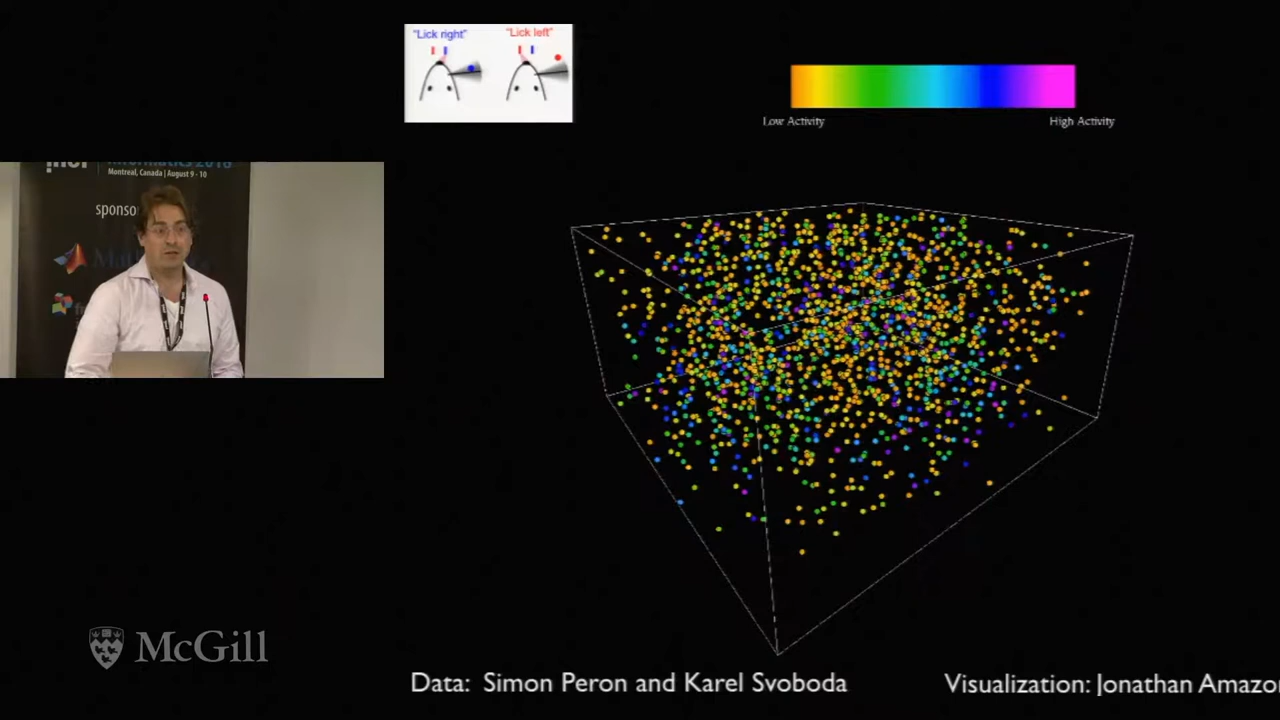 "Lick right" "Lick left"
Low Activity High Activity
Montreal, Canada | August 9 - 10
McGill
Data: Simon Peron and Karel Svoboda
Visualization: Jonathan Amazo